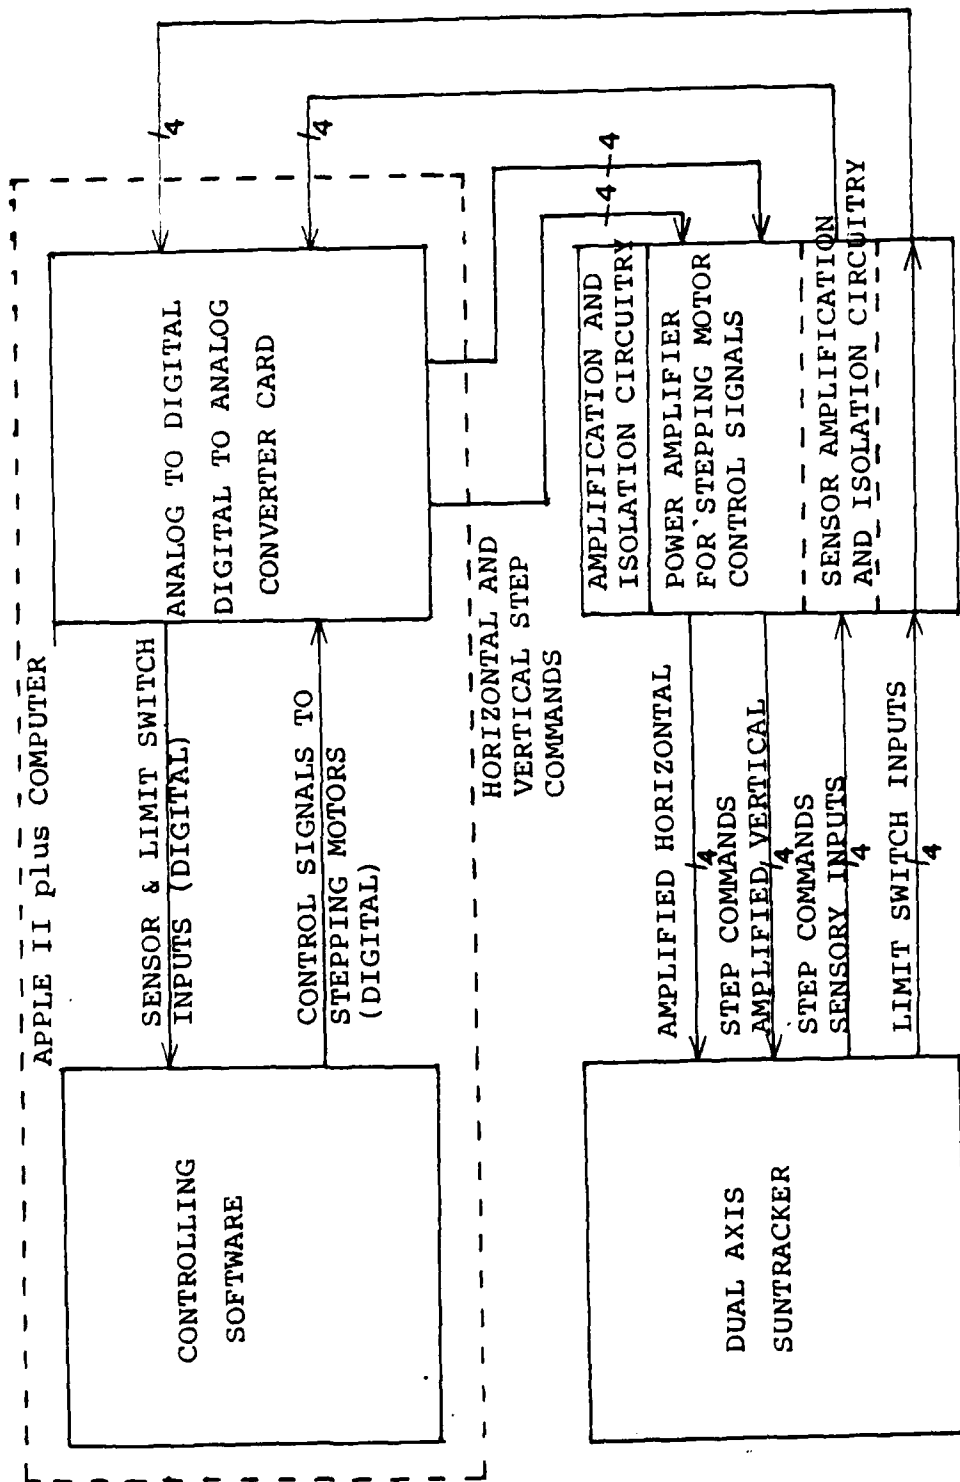 APPLE II plus COMPUTER
CONTROLLING
SOFTWARE
SENSOR & LIMIT SWITCH
INPUTS (DIGITAL)
CONTROL SIGNALS TO
STEPPING MOTORS
(DIGITAL)
ANALOG TO DIGITAL
DIGITAL TO ANALOG
CONVERTER CARD
4
4
HORIZONTAL AND
VERTICAL STEP
COMMANDS
4
4
DUAL AXIS
SUNTRACKER
AMPLIFIED HORIZONTAL
4
STEP COMMANDS
AMPLIFIED VERTICAL
4
STEP COMMANDS
SENSORY INPUTS
4
LIMIT SWITCH INPUTS
4
AMPLIFICATION AND
ISOLATION CIRCUITRY
POWER AMPLIFIER
FOR STEPPING MOTOR
CONTROL SIGNALS
SENSOR AMPLIFICATION
AND ISOLATION CIRCUITRY